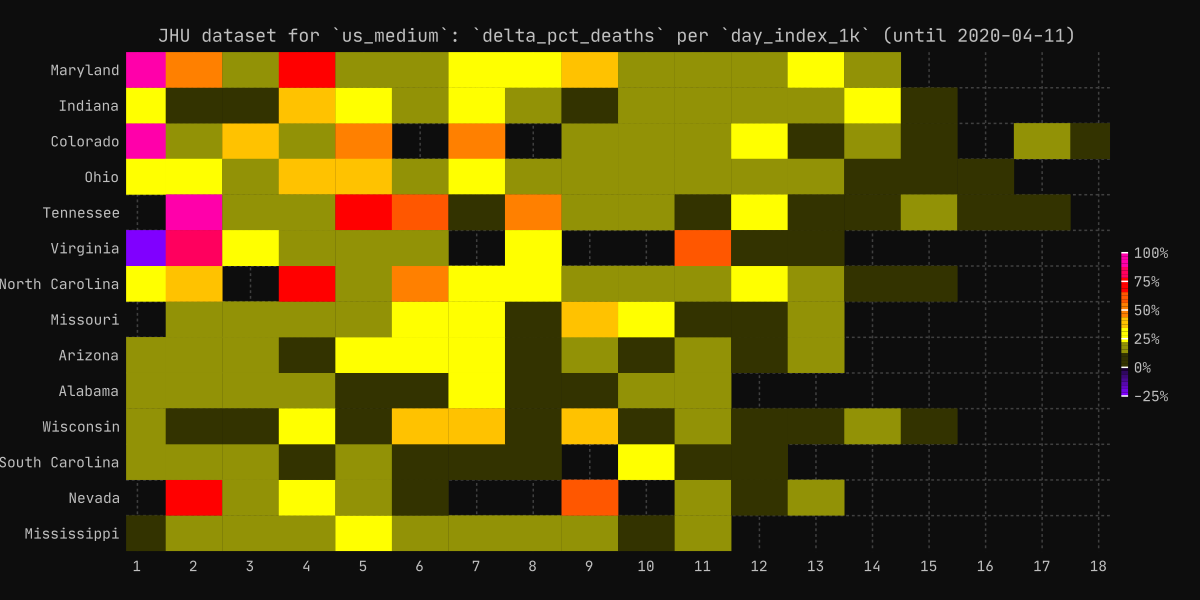 JHU dataset for `us_medium`: `delta_pct_deaths` per `day_index_1k` (until 2020-04-11)
Maryland
Indiana
Colorado
Ohio
Tennessee
Virginia
North Carolina
Missouri
Arizona
Alabama
Wisconsin
South Carolina
Nevada
Mississippi
1 2 3 4 5 6 7 8 9 10 11 12 13 14 15 16 17 18
100%
75%
50%
25%
0%
−25%